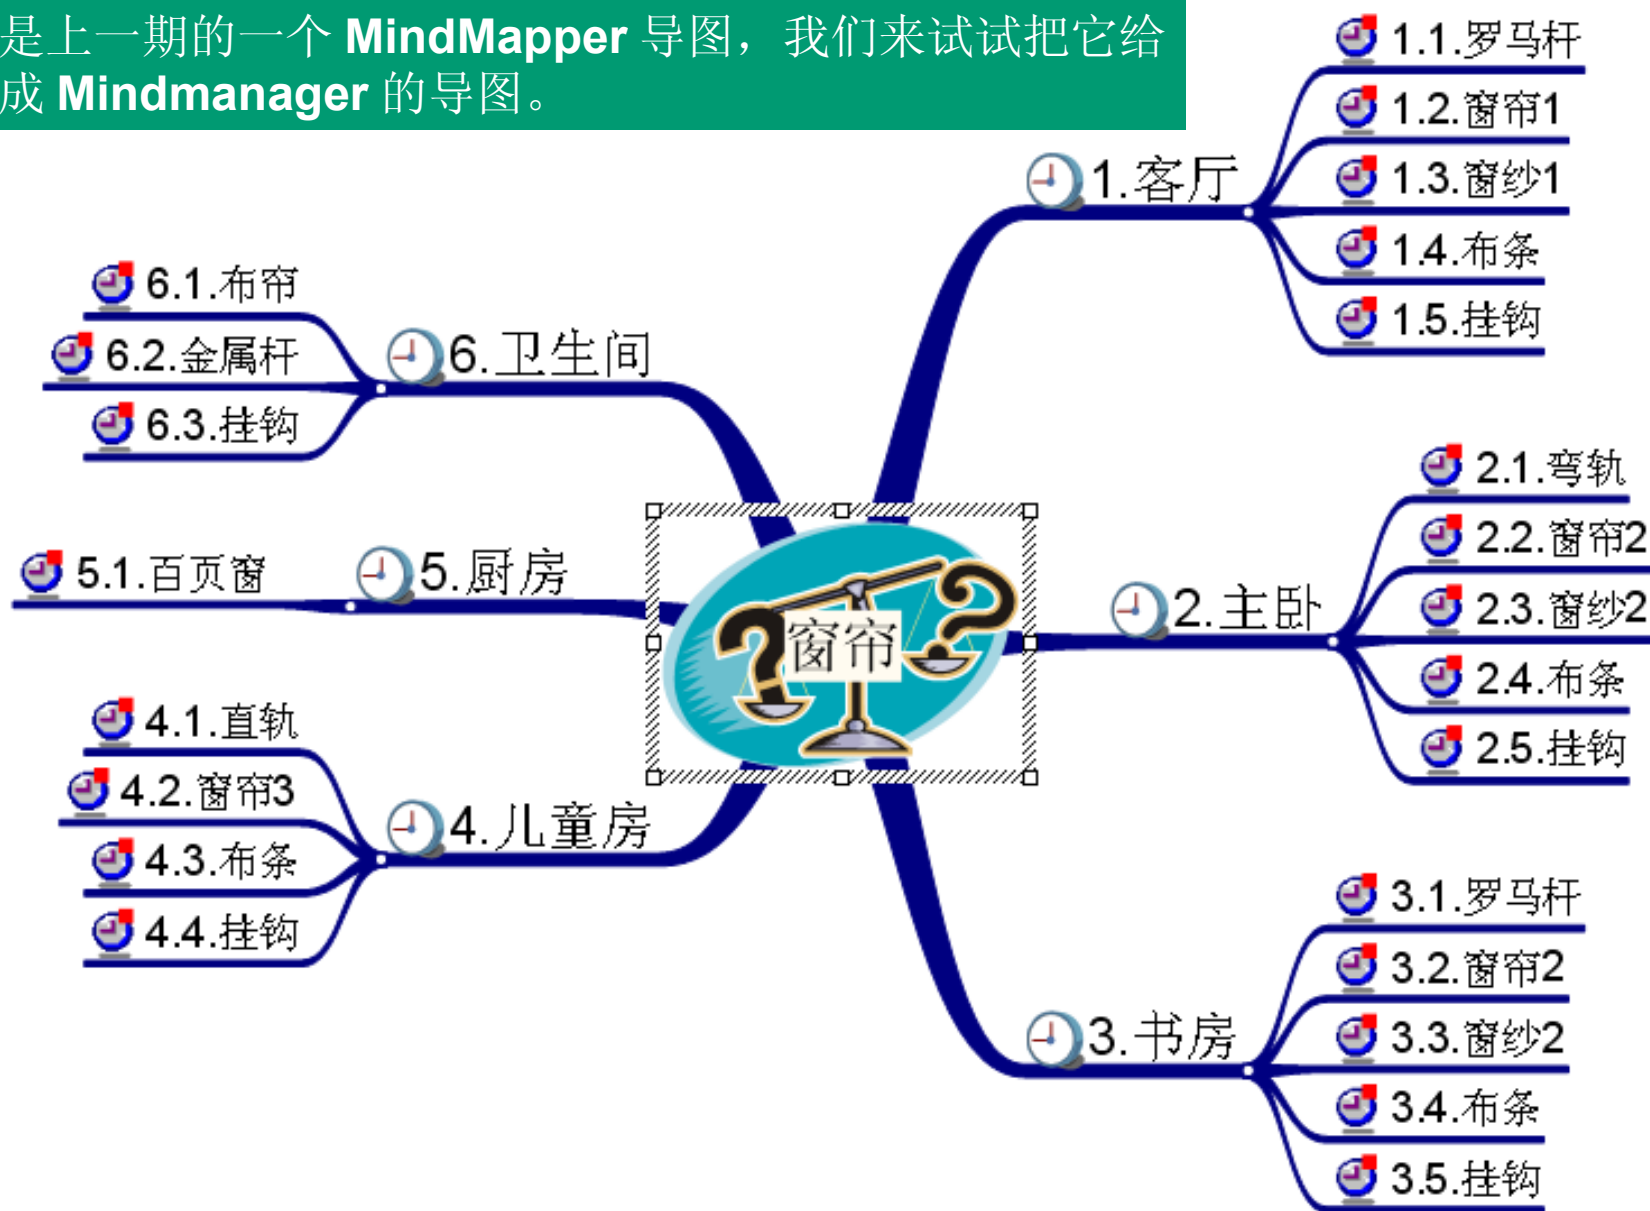 是上一期的一个 MindMapper 导图，我们来试试把它给
成 Mindmanager 的导图。
窗帘
1.客厅
1.1.罗马杆
1.2.窗帘1
1.3.窗纱1
1.4.布条
1.5.挂钩
2.主卧
2.1.弯轨
2.2.窗帘2
2.3.窗纱2
2.4.布条
2.5.挂钩
3.书房
3.1.罗马杆
3.2.窗帘2
3.3.窗纱2
3.4.布条
3.5.挂钩
4.儿童房
4.1.直轨
4.2.窗帘3
4.3.布条
4.4.挂钩
5.厨房
5.1.百页窗
6.卫生间
6.1.布帘
6.2.金属杆
6.3.挂钩